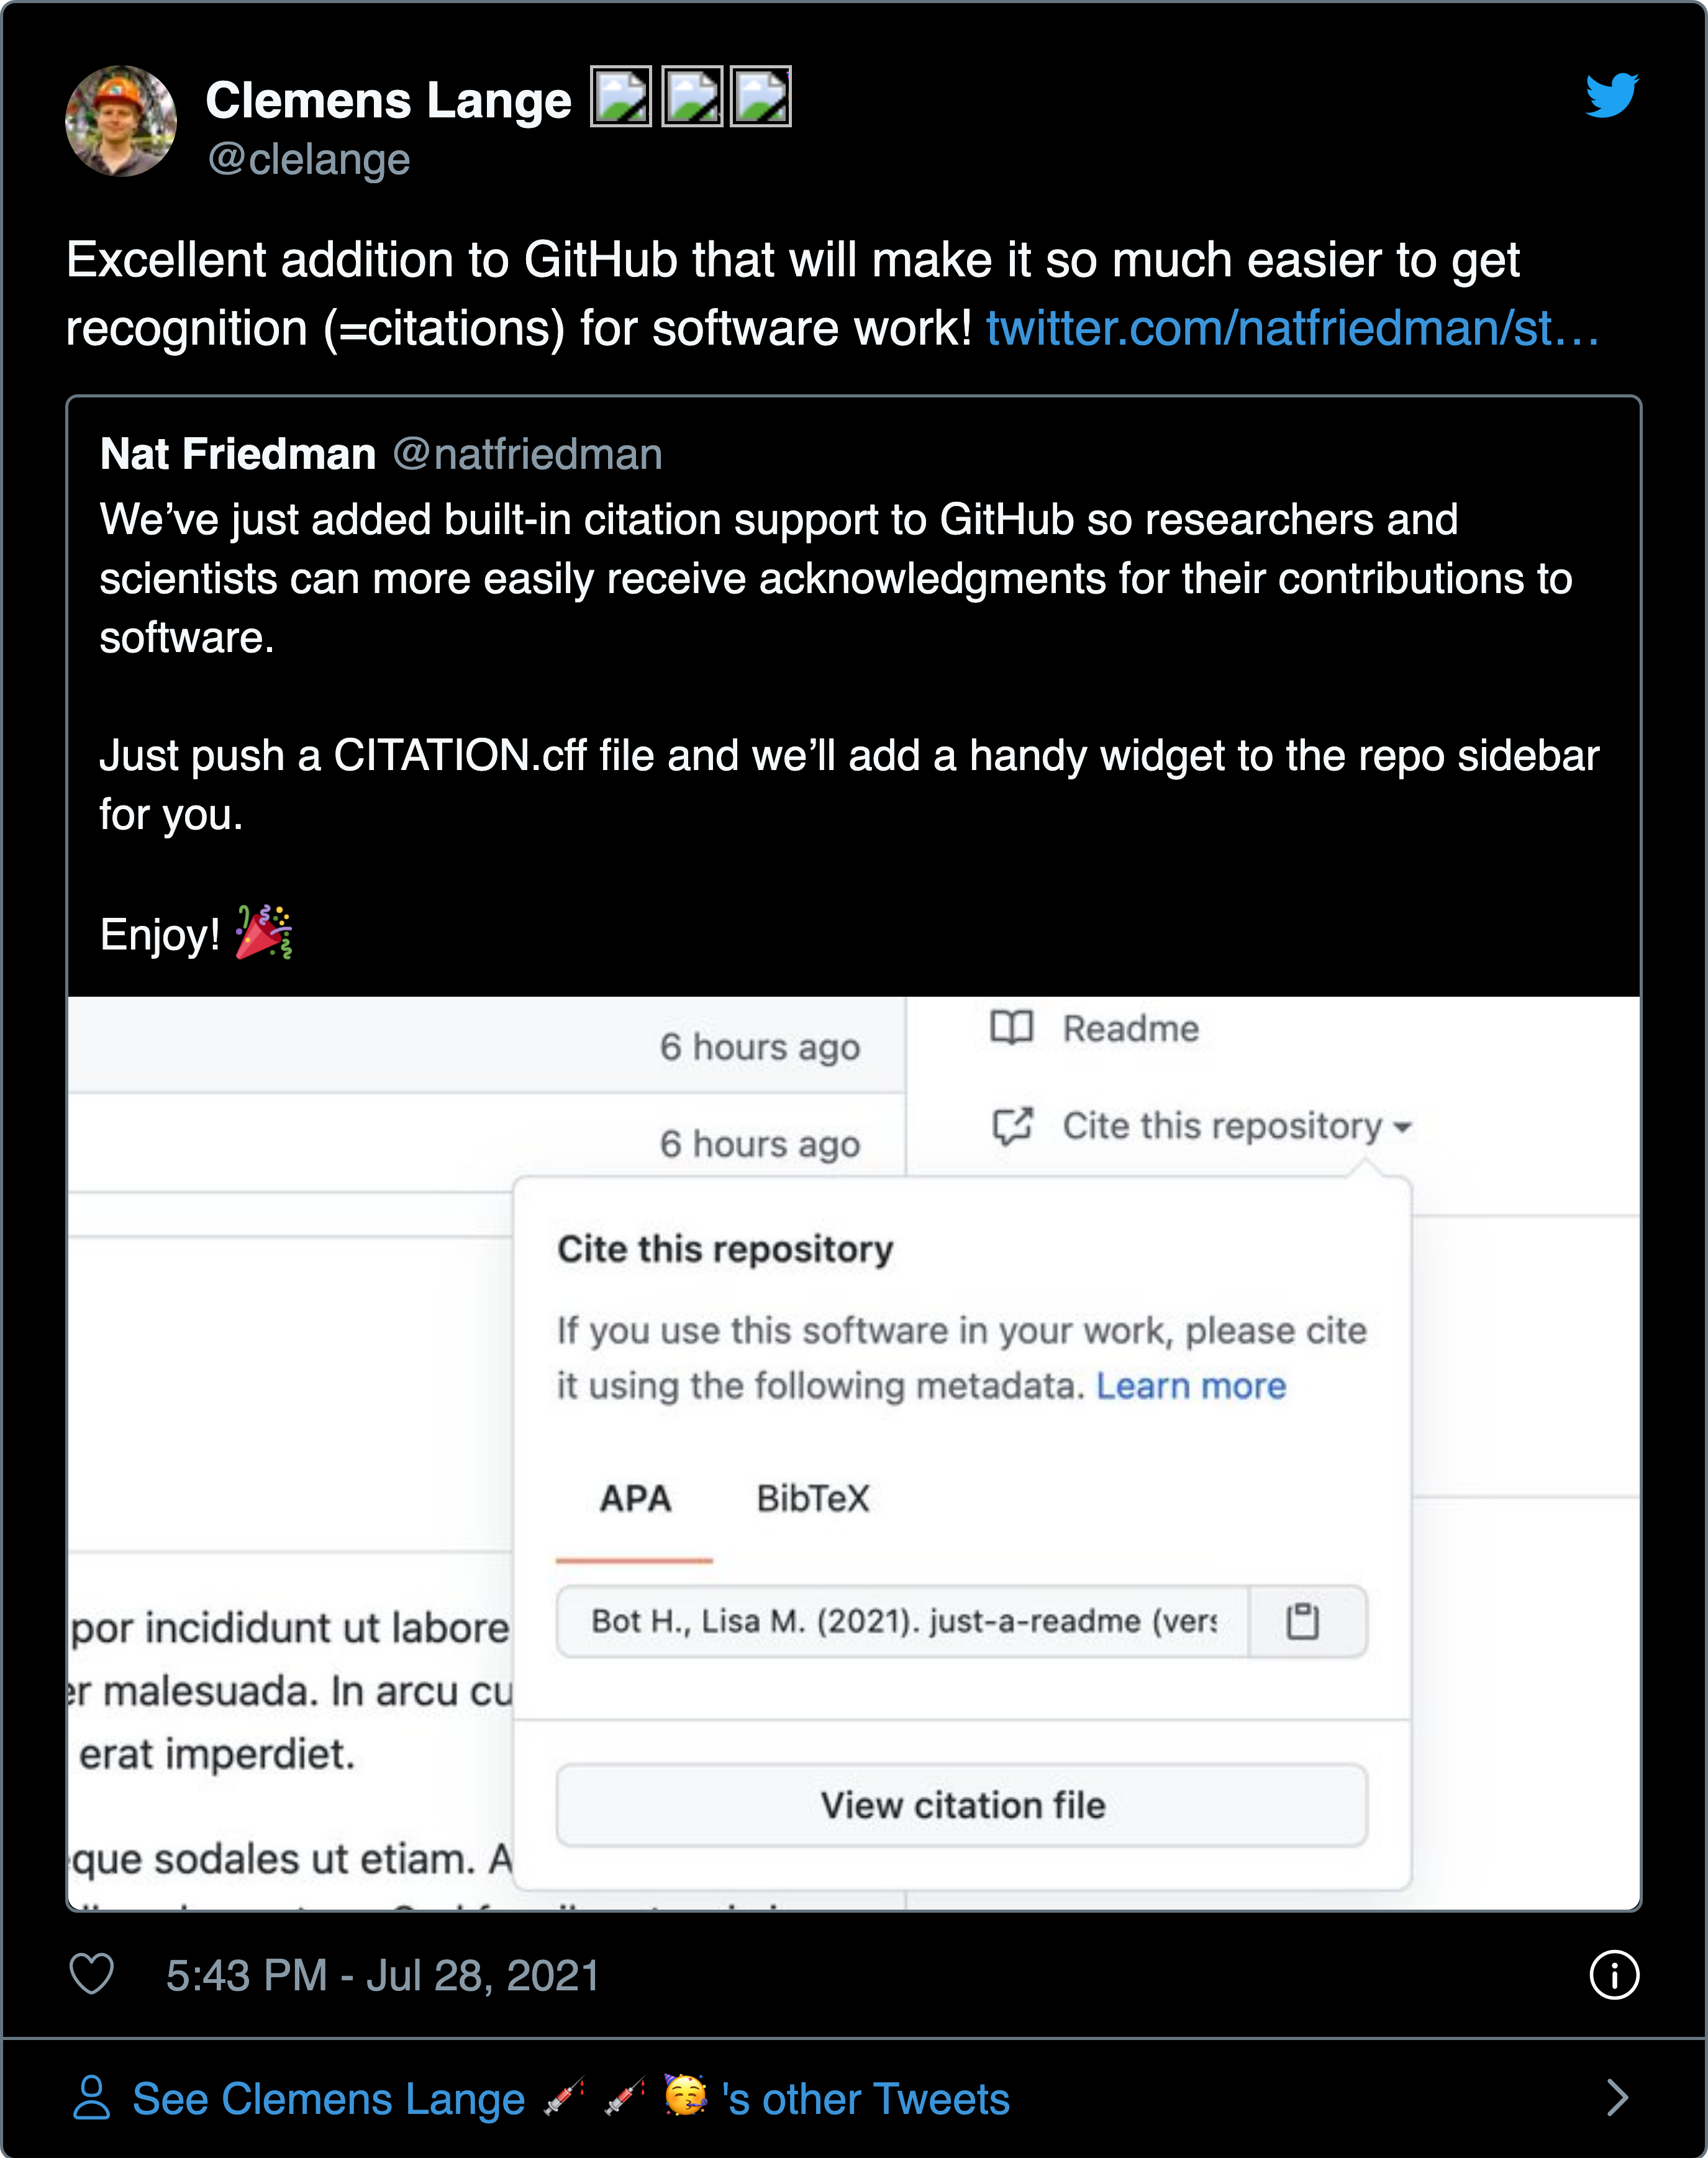 Clemens Lange
@clelange
Excellent addition to GitHub that will make it so much easier to get
recognition (=citations) for software work! twitter.com/natfriedman/st…
Nat Friedman @natfriedman
We’ve just added built-in citation support to GitHub so researchers and
scientists can more easily receive acknowledgments for their contributions to
software.
Just push a CITATION.cff file and we’ll add a handy widget to the repo sidebar
for you.
Enjoy! 🎉
6 hours ago
Readme
6 hours ago
Cite this repository
Cite this repository
If you use this software in your work, please cite
it using the following metadata. Learn more
APA BibTeX
Bot H., Lisa M. (2021). just-a-readme (vers
View citation file
por incididunt ut labore
er malesuada. In arcu cu
erat imperdiet.
que sodales ut etiam. A
5:43 PM - Jul 28, 2021
See Clemens Lange 💉 💉 🥳 's other Tweets